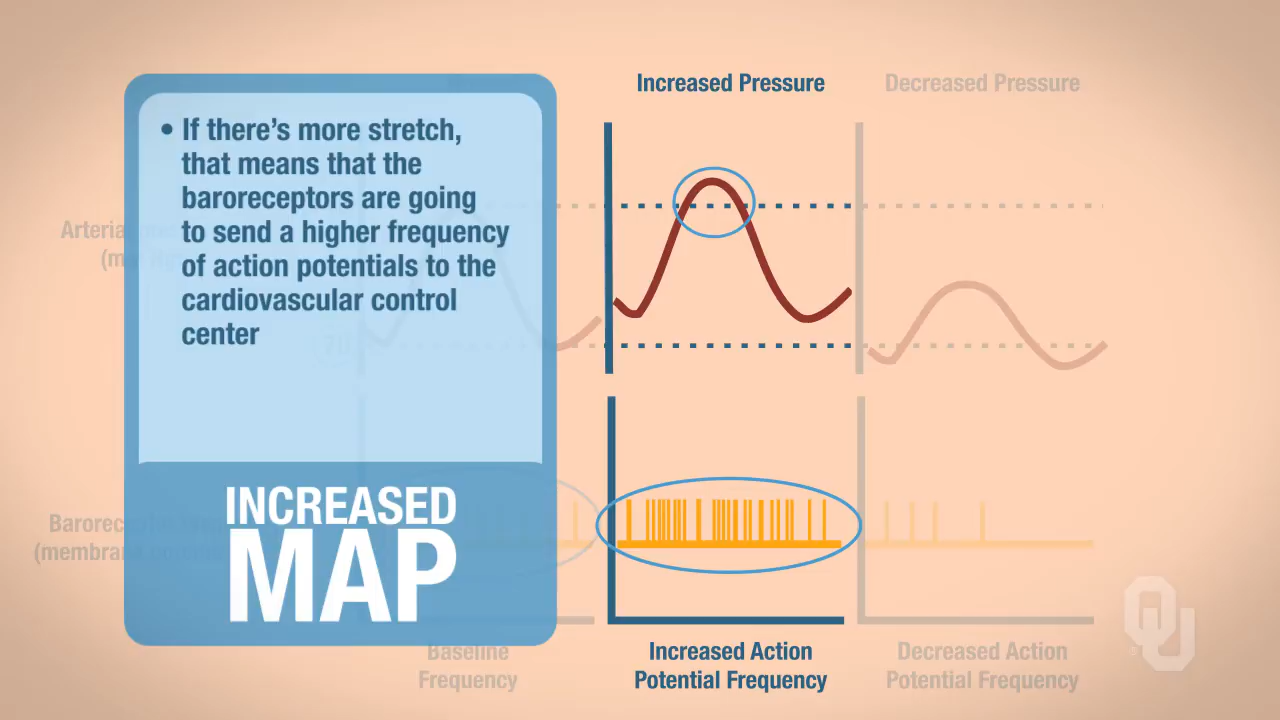 Increased Pressure
Decreased Pressure
• If there's more stretch,
that means that the
baroreceptors are going
to send a higher frequency
of action potentials to the
cardiovascular control
center
70
INCREASED
MAP
Baseline
Frequency
Increased Action
Potential Frequency
Decreased Action
Potential Frequency
OU